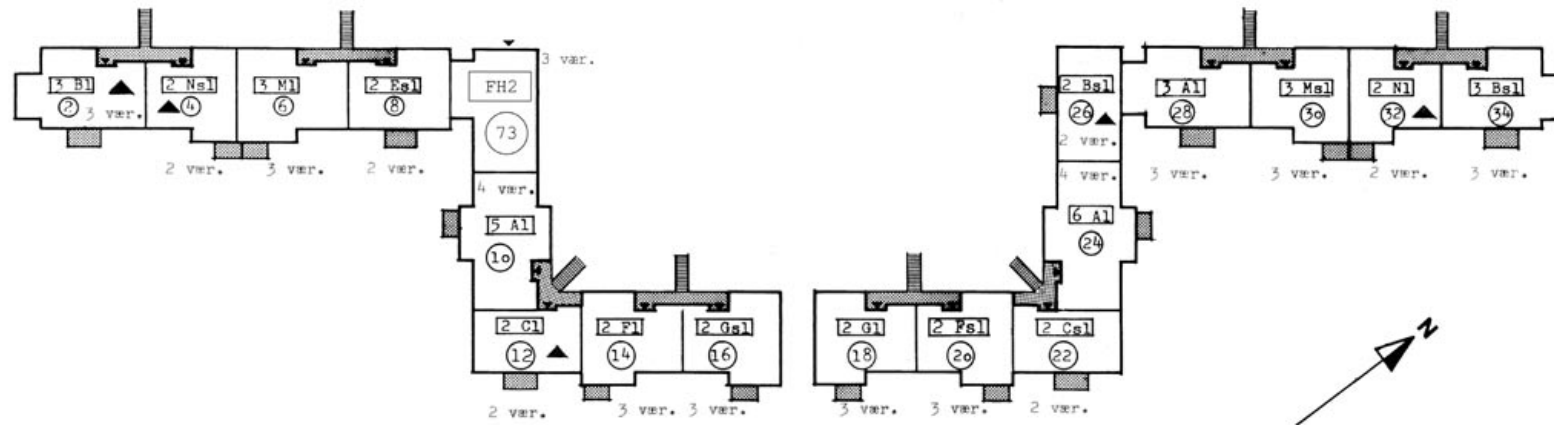 3 Bl
2
3 vær.
2 Nsl
4
2 vær.
3 Ml
6
3 vær.
2 Esl
8
2 vær.
3 vær.
FH2
73
4 vær.
5 Al
10
2 Cl
12
2 vær.
2 Fl
14
3 vær.
2 Gsl
16
3 vær.
2 Gl
18
3 vær.
2 Fsl
20
3 vær.
2 Csl
22
2 vær.
4 vær.
6 Al
24
2 Bsl
26
2 vær.
3 Al
28
3 vær.
3 Msl
30
3 vær.
2 Nl
32
2 vær.
3 Bsl
34
3 vær.
N